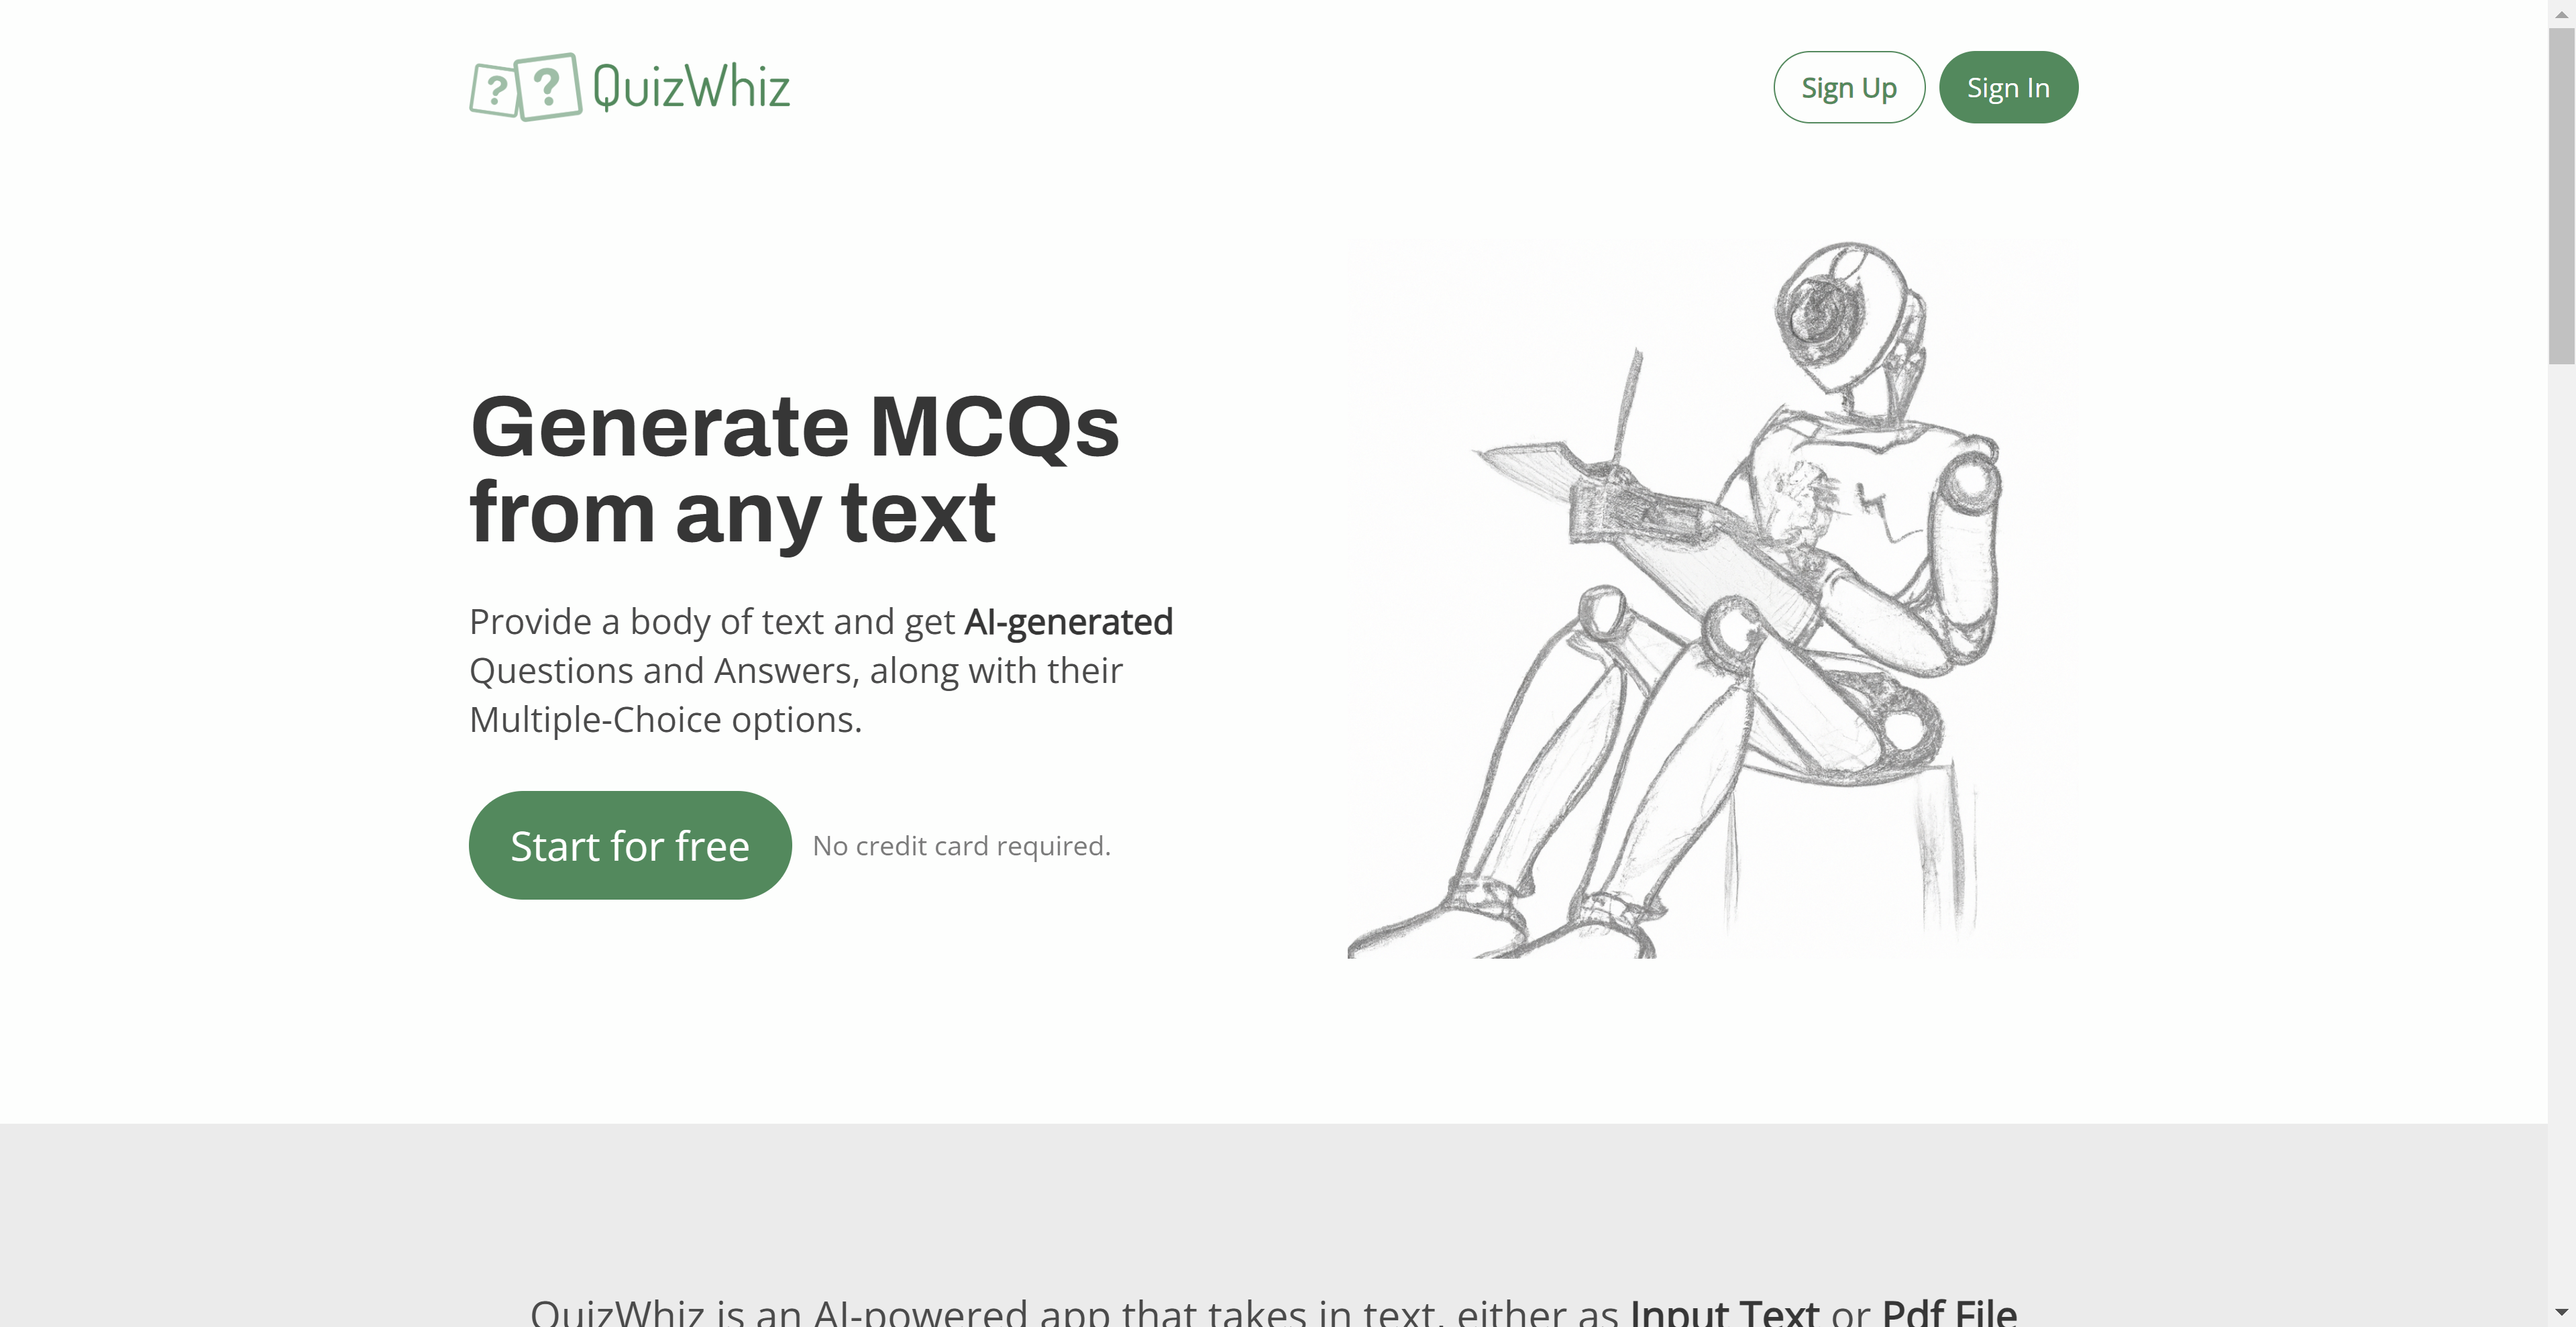 ? ? QuizWhiz
Sign Up
Sign In
Generate MCQs
from any text
Provide a body of text and get AI-generated
Questions and Answers, along with their
Multiple-Choice options.
Start for free
No credit card required.
QuizWhiz is an AI-powered app that takes in text, either as Input Text or Pdf File